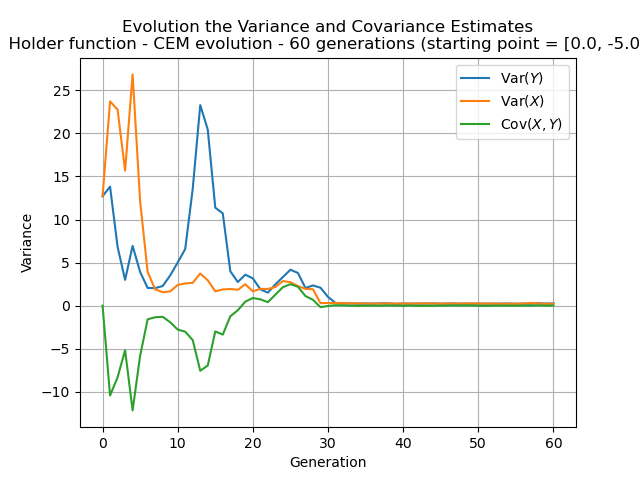 Evolution the Variance and Covariance Estimates
Holder function - CEM evolution - 60 generations (starting point = [0.0, -5.0
Var(Y)
Var(X)
Cov(X, Y)
25
20
15
10
5
0
−5
−10
Variance
0 10 20 30 40 50 60
Generation